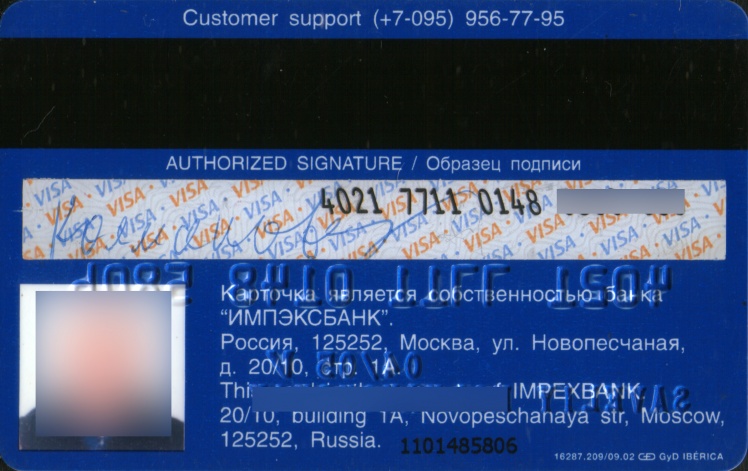 Customer support (+7-095) 956-77-95
AUTHORIZED SIGNATURE / Образец подписи
VISA
4021 7711 0148
Карточка является собственностью банка
"ИМПЭКСБАНК".
Россия, 125252, Москва, ул. Новопесчаная,
д. 20/10, стр. 1А.
IMPEXBANK.
20/10, building 1A, Novopeschanaya str, Moscow,
125252, Russia.
1101485806
16287.209/09.02 GyD IBÉRICA